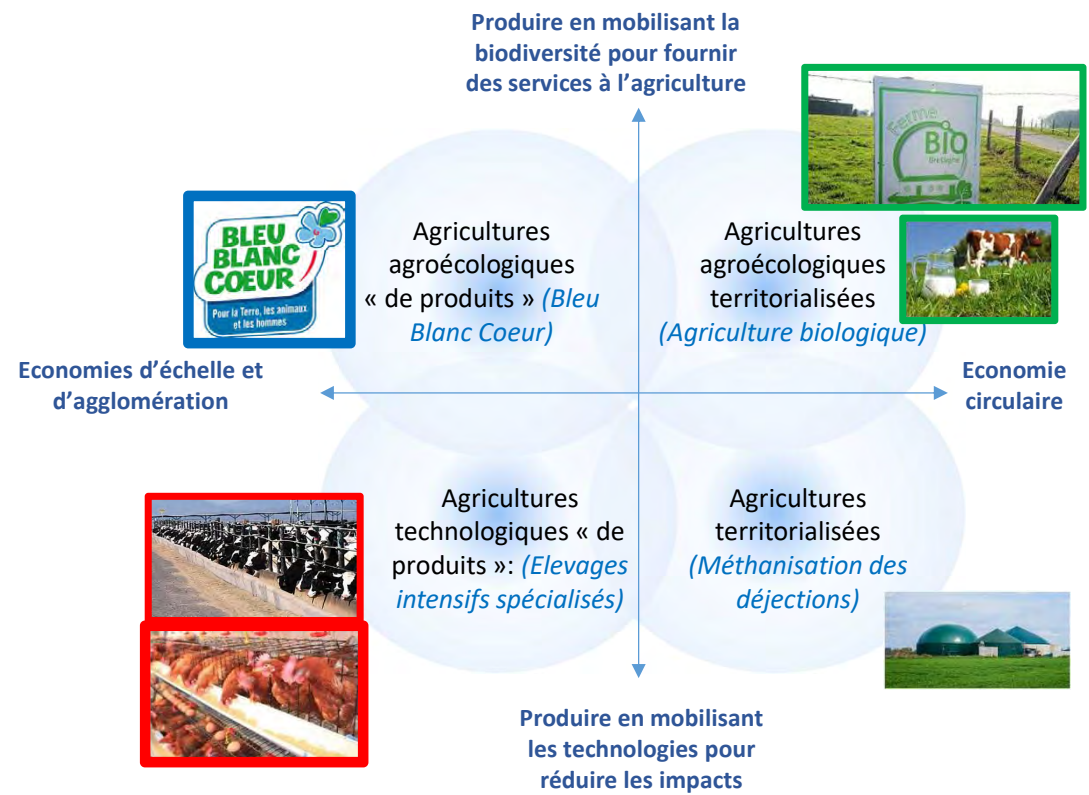 Produire en mobilisant la
biodiversité pour fournir
des services à l'agriculture
Ferme
BIO
Bretagne
BLEU
BLANC
COEUR
Pour la Terre, les animaux
et les hommes
Agricultures
agroécologiques
« de produits » (Bleu
Blanc Coeur)
Agricultures
agroécologiques
territorialisées
(Agriculture biologique)
Economies d'échelle et
d'agglomération
Economie
circulaire
Agricultures
technologiques « de
produits »: (Elevages
intensifs spécialisés)
Agricultures
territorialisées
(Méthanisation des
déjections)
Produire en mobilisant
les technologies pour
réduire les impacts